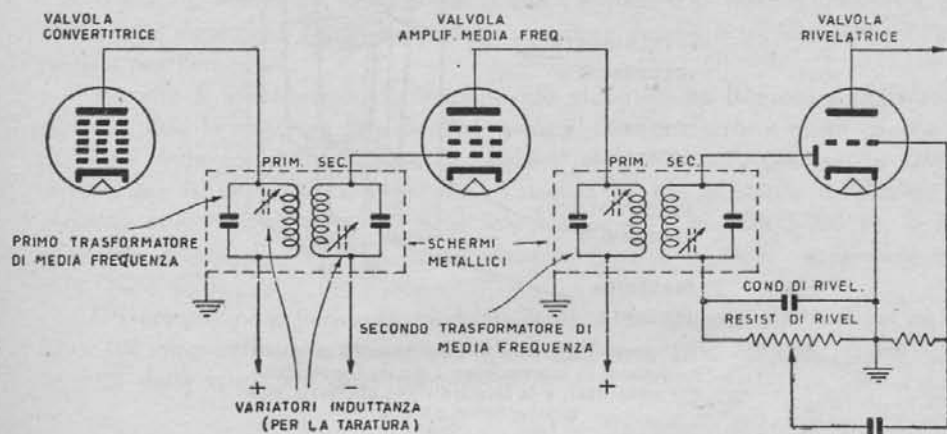 VALVOLA
CONVERTITRICE
VALVOLA
AMPLIF. MEDIA FREQ.
VALVOLA
RIVELATRICE
PRIM. SEC.
PRIM. SEC.
PRIMO TRASFORMATORE
DI MEDIA FREQUENZA
SCHERMI
METALLICI
COND. DI RIVEL.
RESIST DI RIVEL
SECONDO TRASFORMATORE DI
MEDIA FREQUENZA
+ − +
VARIATORI INDUTTANZA
(PER LA TARATURA)